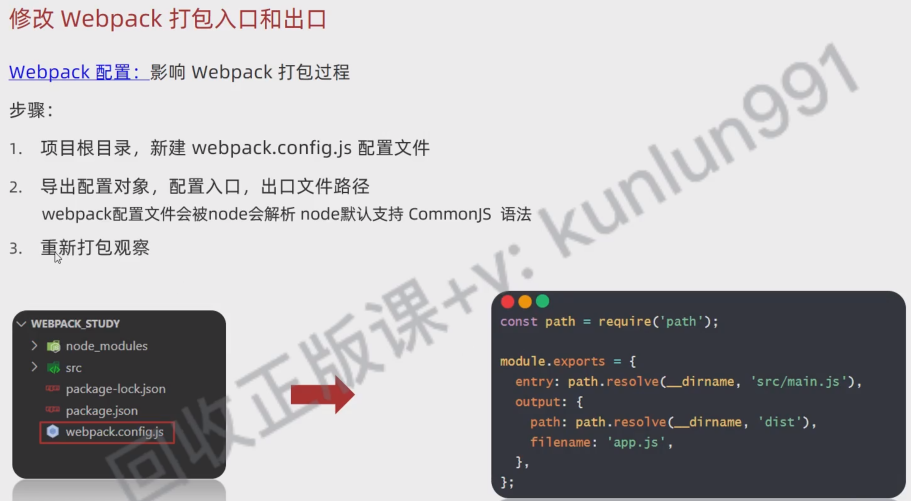 修改 Webpack 打包入口和出口
Webpack 配置：影响 Webpack 打包过程
步骤：
1. 项目根目录，新建 webpack.config.js 配置文件
2. 导出配置对象，配置入口，出口文件路径
webpack配置文件会被node会解析 node默认支持 CommonJS 语法
3. 重新打包观察
WEBPACK_STUDY
node_modules
src
package-lock.json
package.json
webpack.config.js
const path = require('path');
module.exports = {
entry: path.resolve(__dirname, 'src/main.js'),
output: {
path: path.resolve(__dirname, 'dist'),
filename: 'app.js',
},
};
回收正版课+v: kunlun991